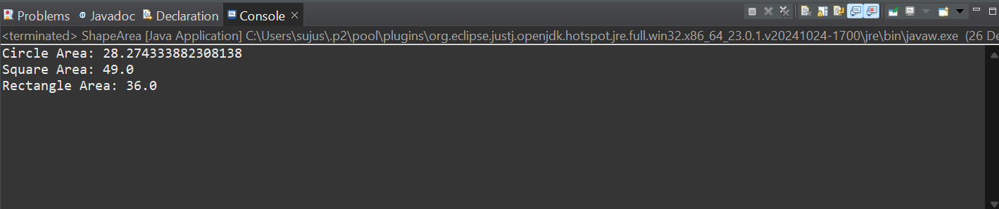 Problems Javadoc Declaration Console
<terminated> ShapeArea [Java Application] C:\Users\sujus\.p2\pool\plugins\org.eclipse.justj.openjdk.hotspot.jre.full.win32.x86_64_23.0.1.v20241024-1700\jre\bin\javaw.exe (26 De
Circle Area: 28.274333882308138
Square Area: 49.0
Rectangle Area: 36.0